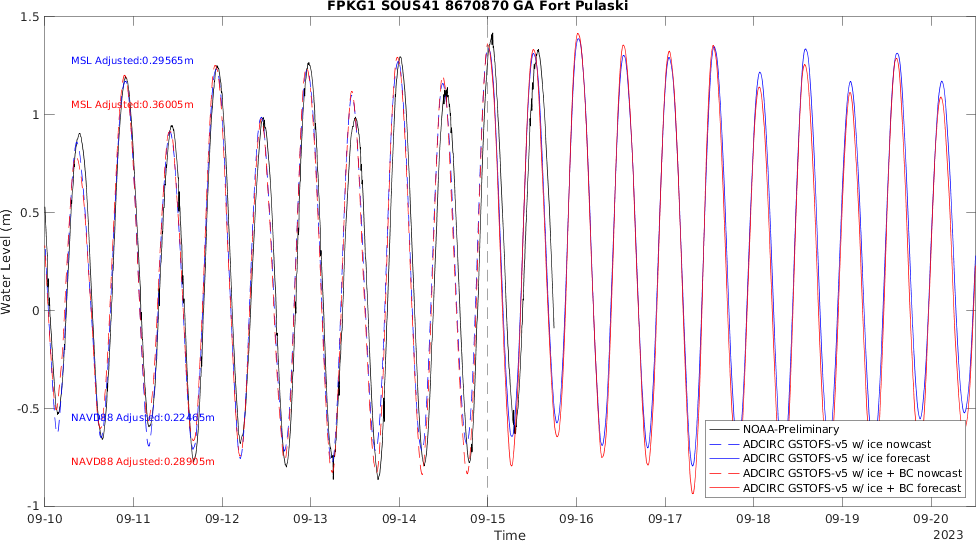 FPKG1 SOUS41 8670870 GA Fort Pulaski
1.5
MSL Adjusted:0.29565m
MSL Adjusted:0.36005m
1
0.5
Water Level (m)
0
-0.5
NAVD88 Adjusted:0.22465m
NAVD88 Adjusted:0.28905m
-1
NOAA-Preliminary
ADCIRC GSTOFS-v5 w/ ice nowcast
ADCIRC GSTOFS-v5 w/ ice forecast
ADCIRC GSTOFS-v5 w/ ice + BC nowcast
ADCIRC GSTOFS-v5 w/ ice + BC forecast
09-10 09-11 09-12 09-13 09-14 09-15 09-16 09-17 09-18 09-19 09-20
Time
2023